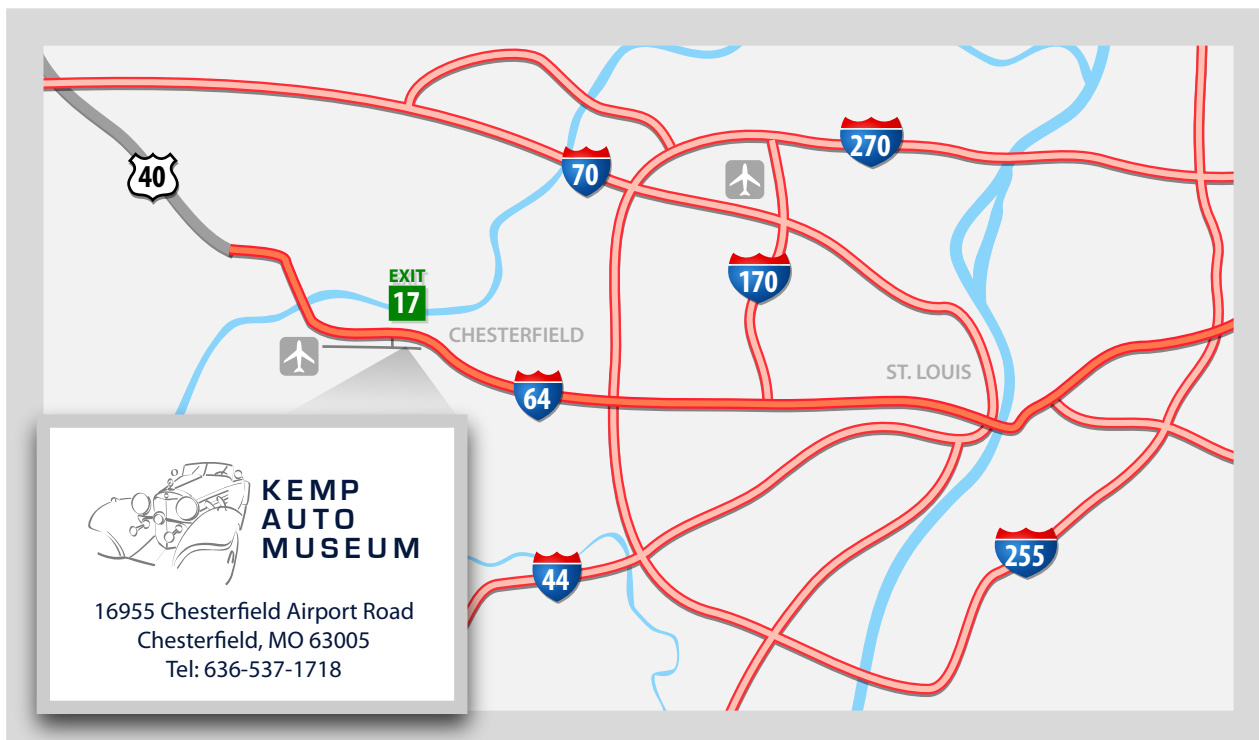 270
70
40
170
EXIT
17
CHESTERFIELD
ST. LOUIS
64
KEMP
AUTO
MUSEUM
255
44
16955 Chesterfield Airport Road
Chesterfield, MO 63005
Tel: 636-537-1718